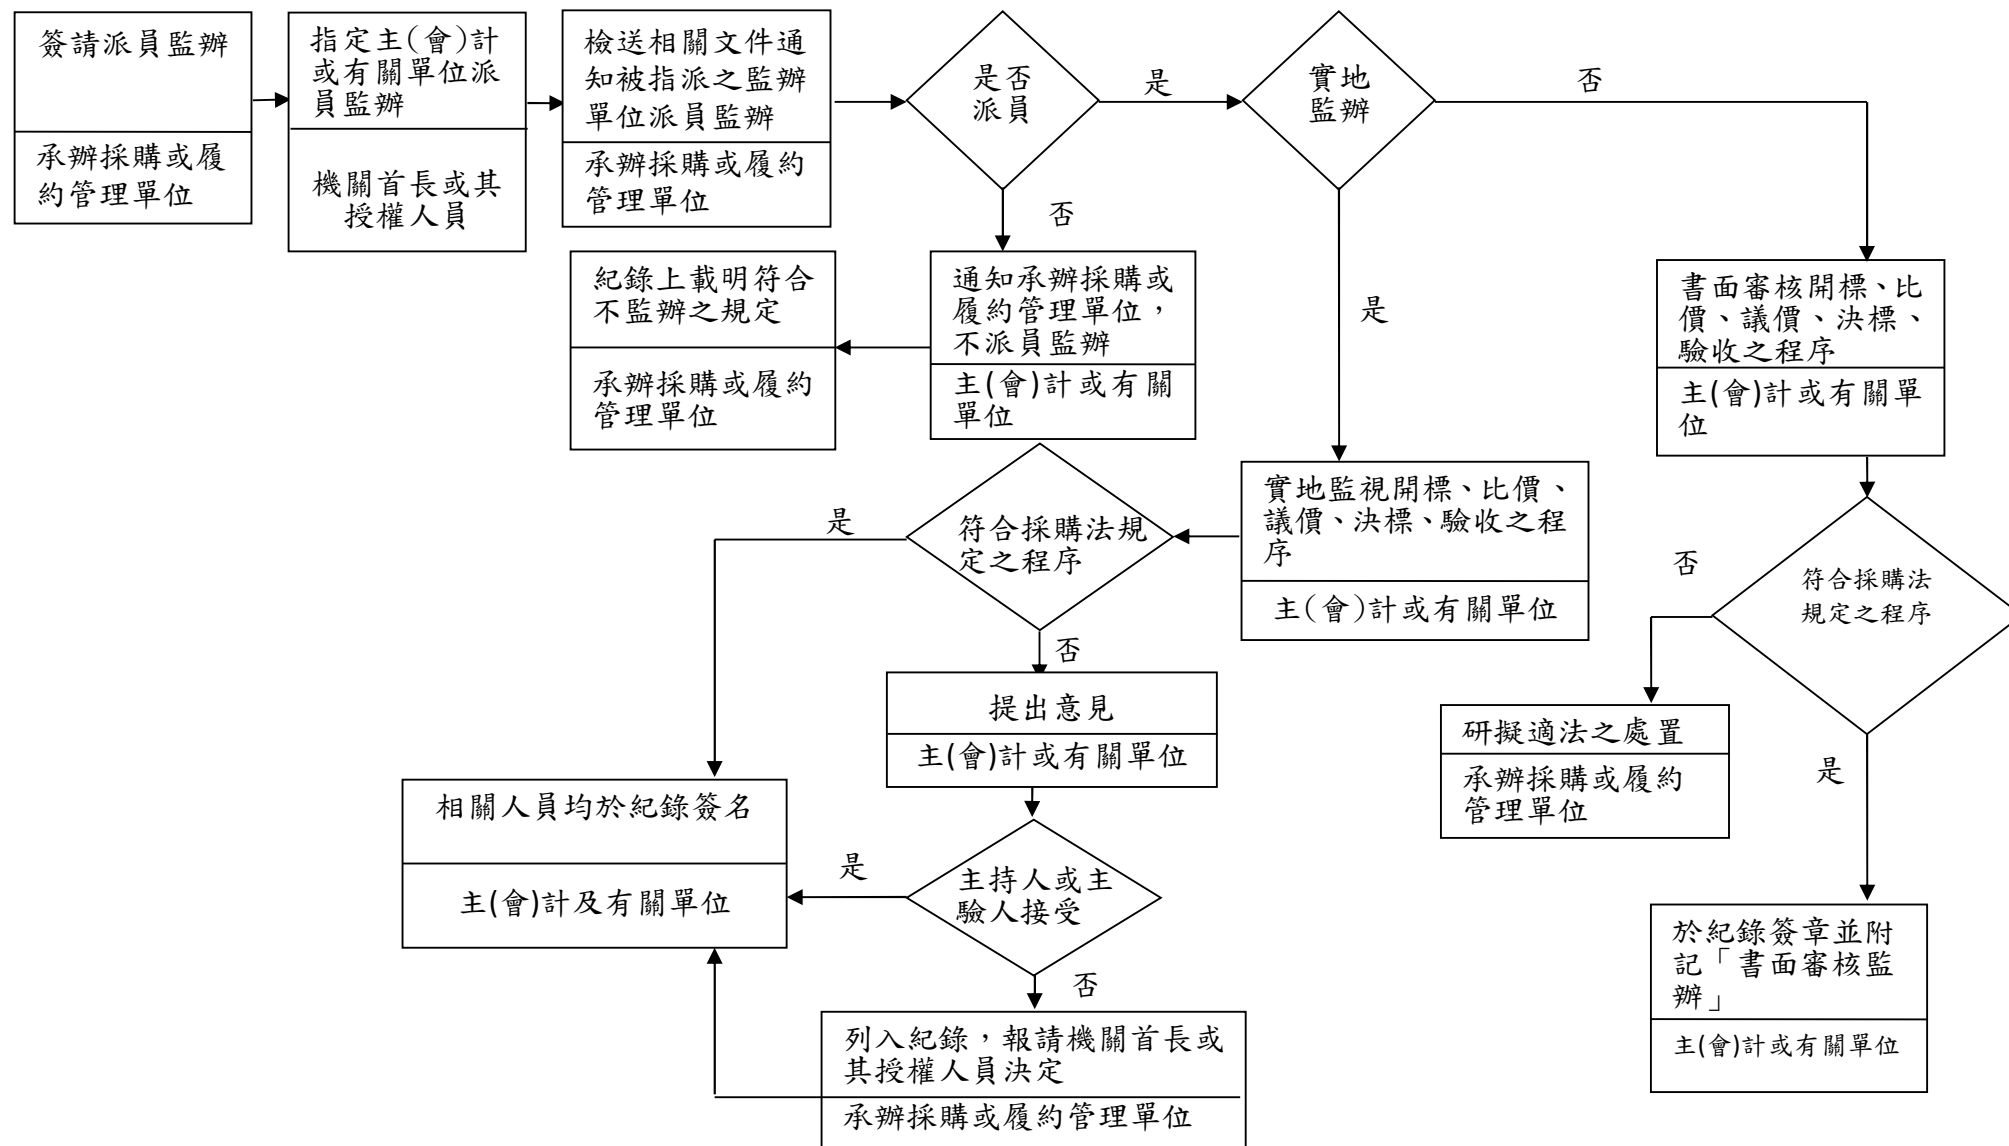 簽請派員監辦
承辦採購或履
約管理單位
指定主(會)計
或有關單位派
員監辦
機關首長或其
授權人員
檢送相關文件通
知被指派之監辦
單位派員監辦
承辦採購或履約
管理單位
是否
派員
是
實地
監辦
否
否
是
紀錄上載明符合
不監辦之規定
承辦採購或履約
管理單位
通知承辦採購或
履約管理單位，
不派員監辦
主(會)計或有關
單位
書面審核開標、比
價、議價、決標、
驗收之程序
主(會)計或有關單
位
是
符合採購法規
定之程序
實地監視開標、比價、
議價、決標、驗收之程
序
主(會)計或有關單位
否
符合採購法
規定之程序
否
提出意見
主(會)計或有關單位
研擬適法之處置
承辦採購或履約
管理單位
是
相關人員均於紀錄簽名
主(會)計及有關單位
是
主持人或主
驗人接受
否
於紀錄簽章並附
記「書面審核監
辦」
主(會)計或有關單位
列入紀錄，報請機關首長或
其授權人員決定
承辦採購或履約管理單位